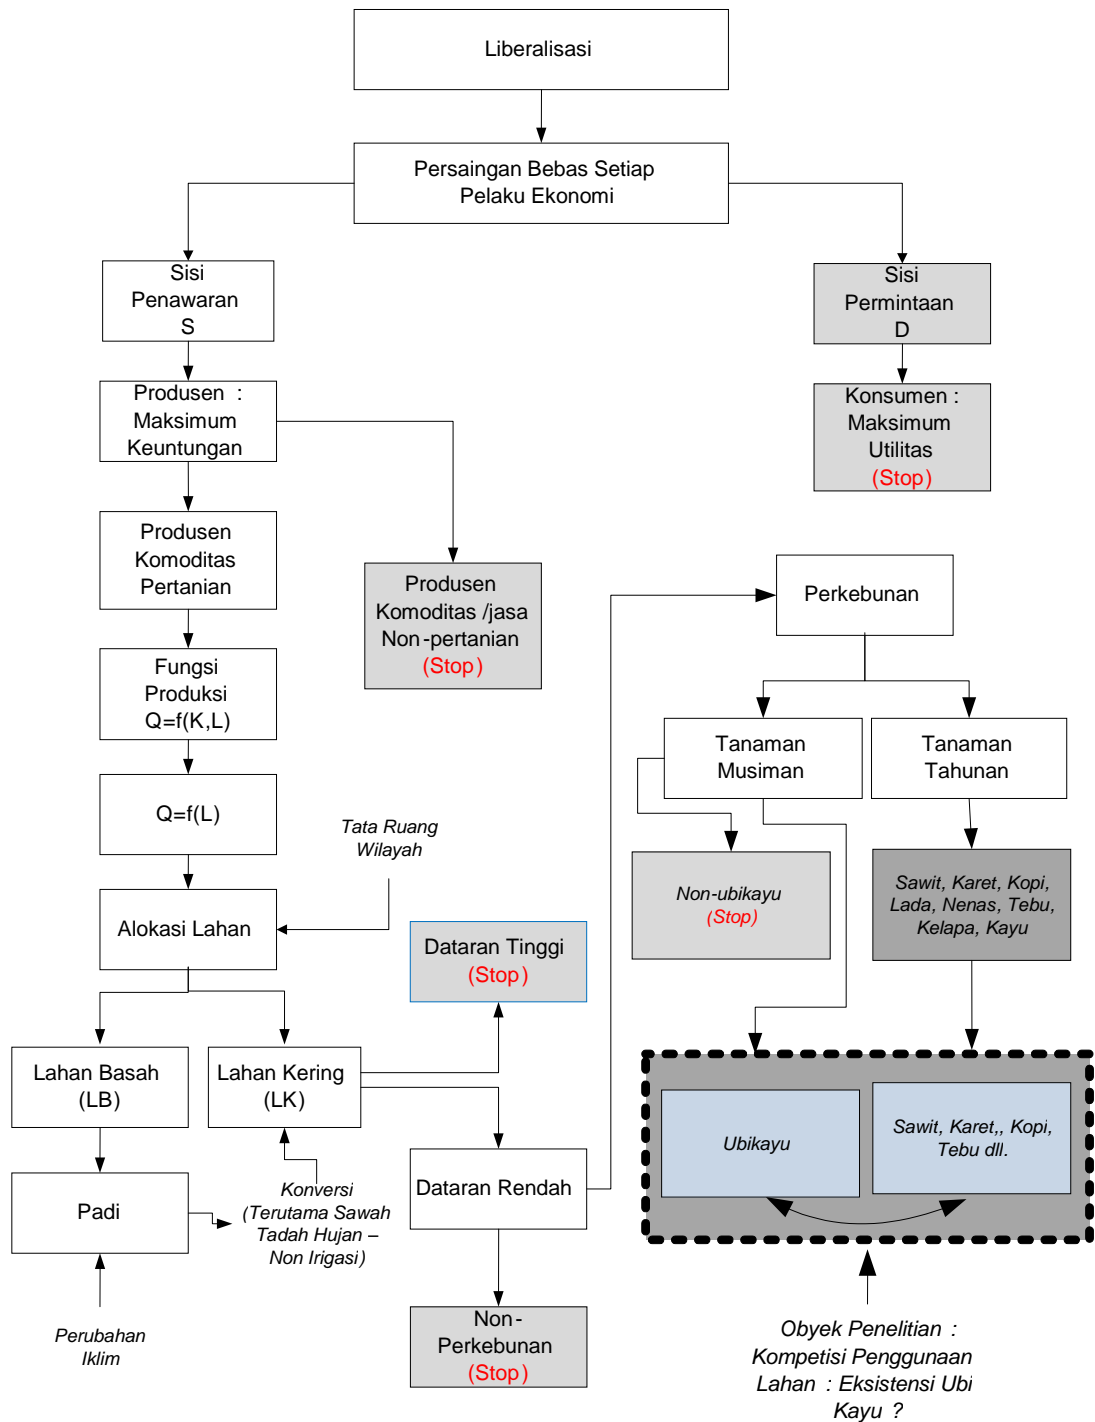 Liberalisasi
Persaingan Bebas Setiap
Pelaku Ekonomi
Sisi
Penawaran
S
Sisi
Permintaan
D
Produsen :
Maksimum
Keuntungan
Konsumen :
Maksimum
Utilitas
(Stop)
Produsen
Komoditas
Pertanian
Produsen
Komoditas /jasa
Non-pertanian
(Stop)
Perkebunan
Fungsi
Produksi
Q=f(K,L)
Tanaman
Musiman
Tanaman
Tahunan
Q=f(L)
Tata Ruang
Wilayah
Non-ubikayu
(Stop)
Sawit, Karet, Kopi,
Lada, Nenas, Tebu,
Kelapa, Kayu
Alokasi Lahan
Dataran Tinggi
(Stop)
Lahan Basah
(LB)
Lahan Kering
(LK)
Ubikayu
Sawit, Karet,, Kopi,
Tebu dll.
Padi
Konversi
(Terutama Sawah
Tadah Hujan –
Non Irigasi)
Dataran Rendah
Perubahan
Iklim
Non-
Perkebunan
(Stop)
Obyek Penelitian :
Kompetisi Penggunaan
Lahan : Eksistensi Ubi
Kayu ?